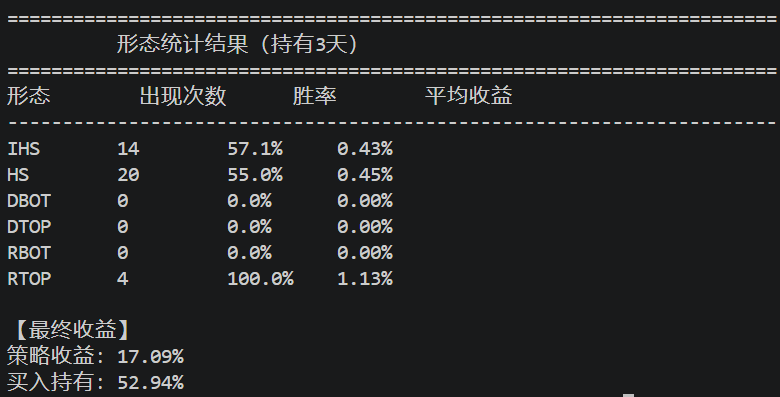 ======================================================================
形态统计结果（持有3天）
======================================================================
形态 出现次数 胜率 平均收益
----------------------------------------------------------------------
IHS 14 57.1% 0.43%
HS 20 55.0% 0.45%
DBOT 0 0.0% 0.00%
DTOP 0 0.0% 0.00%
RBOT 0 0.0% 0.00%
RTOP 4 100.0% 1.13%
【最终收益】
策略收益: 17.09%
买入持有: 52.94%